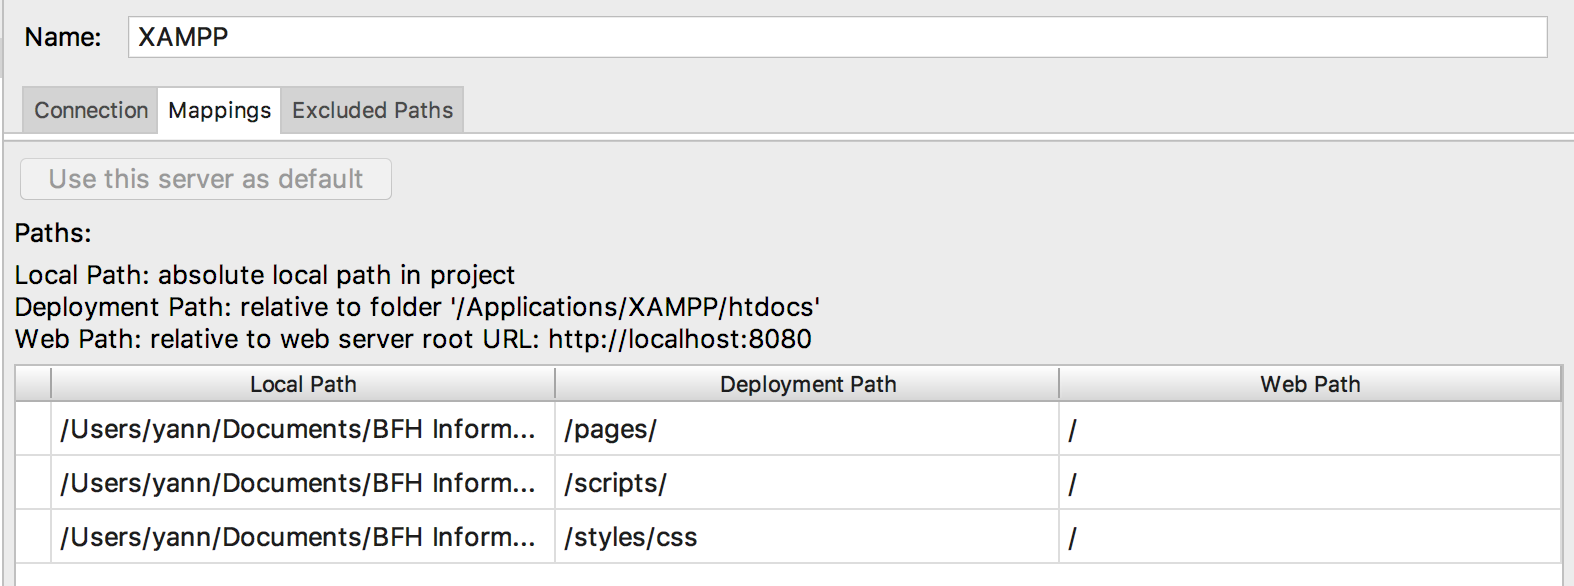 Name: XAMPP
Connection Mappings Excluded Paths
Use this server as default
Paths:
Local Path: absolute local path in project
Deployment Path: relative to folder '/Applications/XAMPP/htdocs'
Web Path: relative to web server root URL: http://localhost:8080
Local Path Deployment Path Web Path
/Users/yann/Documents/BFH Inform... /pages/ /
/Users/yann/Documents/BFH Inform... /scripts/ /
/Users/yann/Documents/BFH Inform... /styles/css /